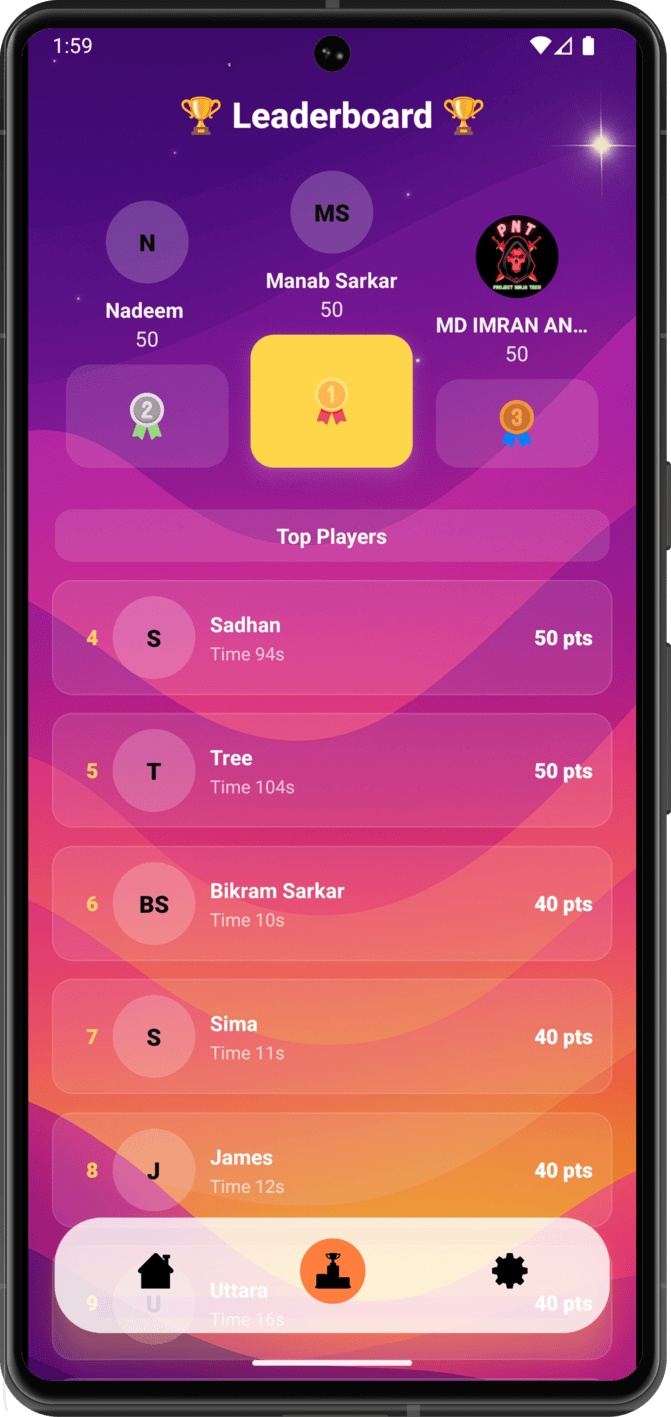 1:59
🏆 Leaderboard 🏆
MS
Manab Sarkar
50
N
Nadeem
50
PNT
PROJECT NINJA TECH
MD IMRAN AN...
50
1
2
3
Top Players
4 S Sadhan 50 pts
Time 94s
5 T Tree 50 pts
Time 104s
6 BS Bikram Sarkar 40 pts
Time 10s
7 S Sima 40 pts
Time 11s
8 J James 40 pts
Time 12s
9 U Uttara 40 pts
Time 16s